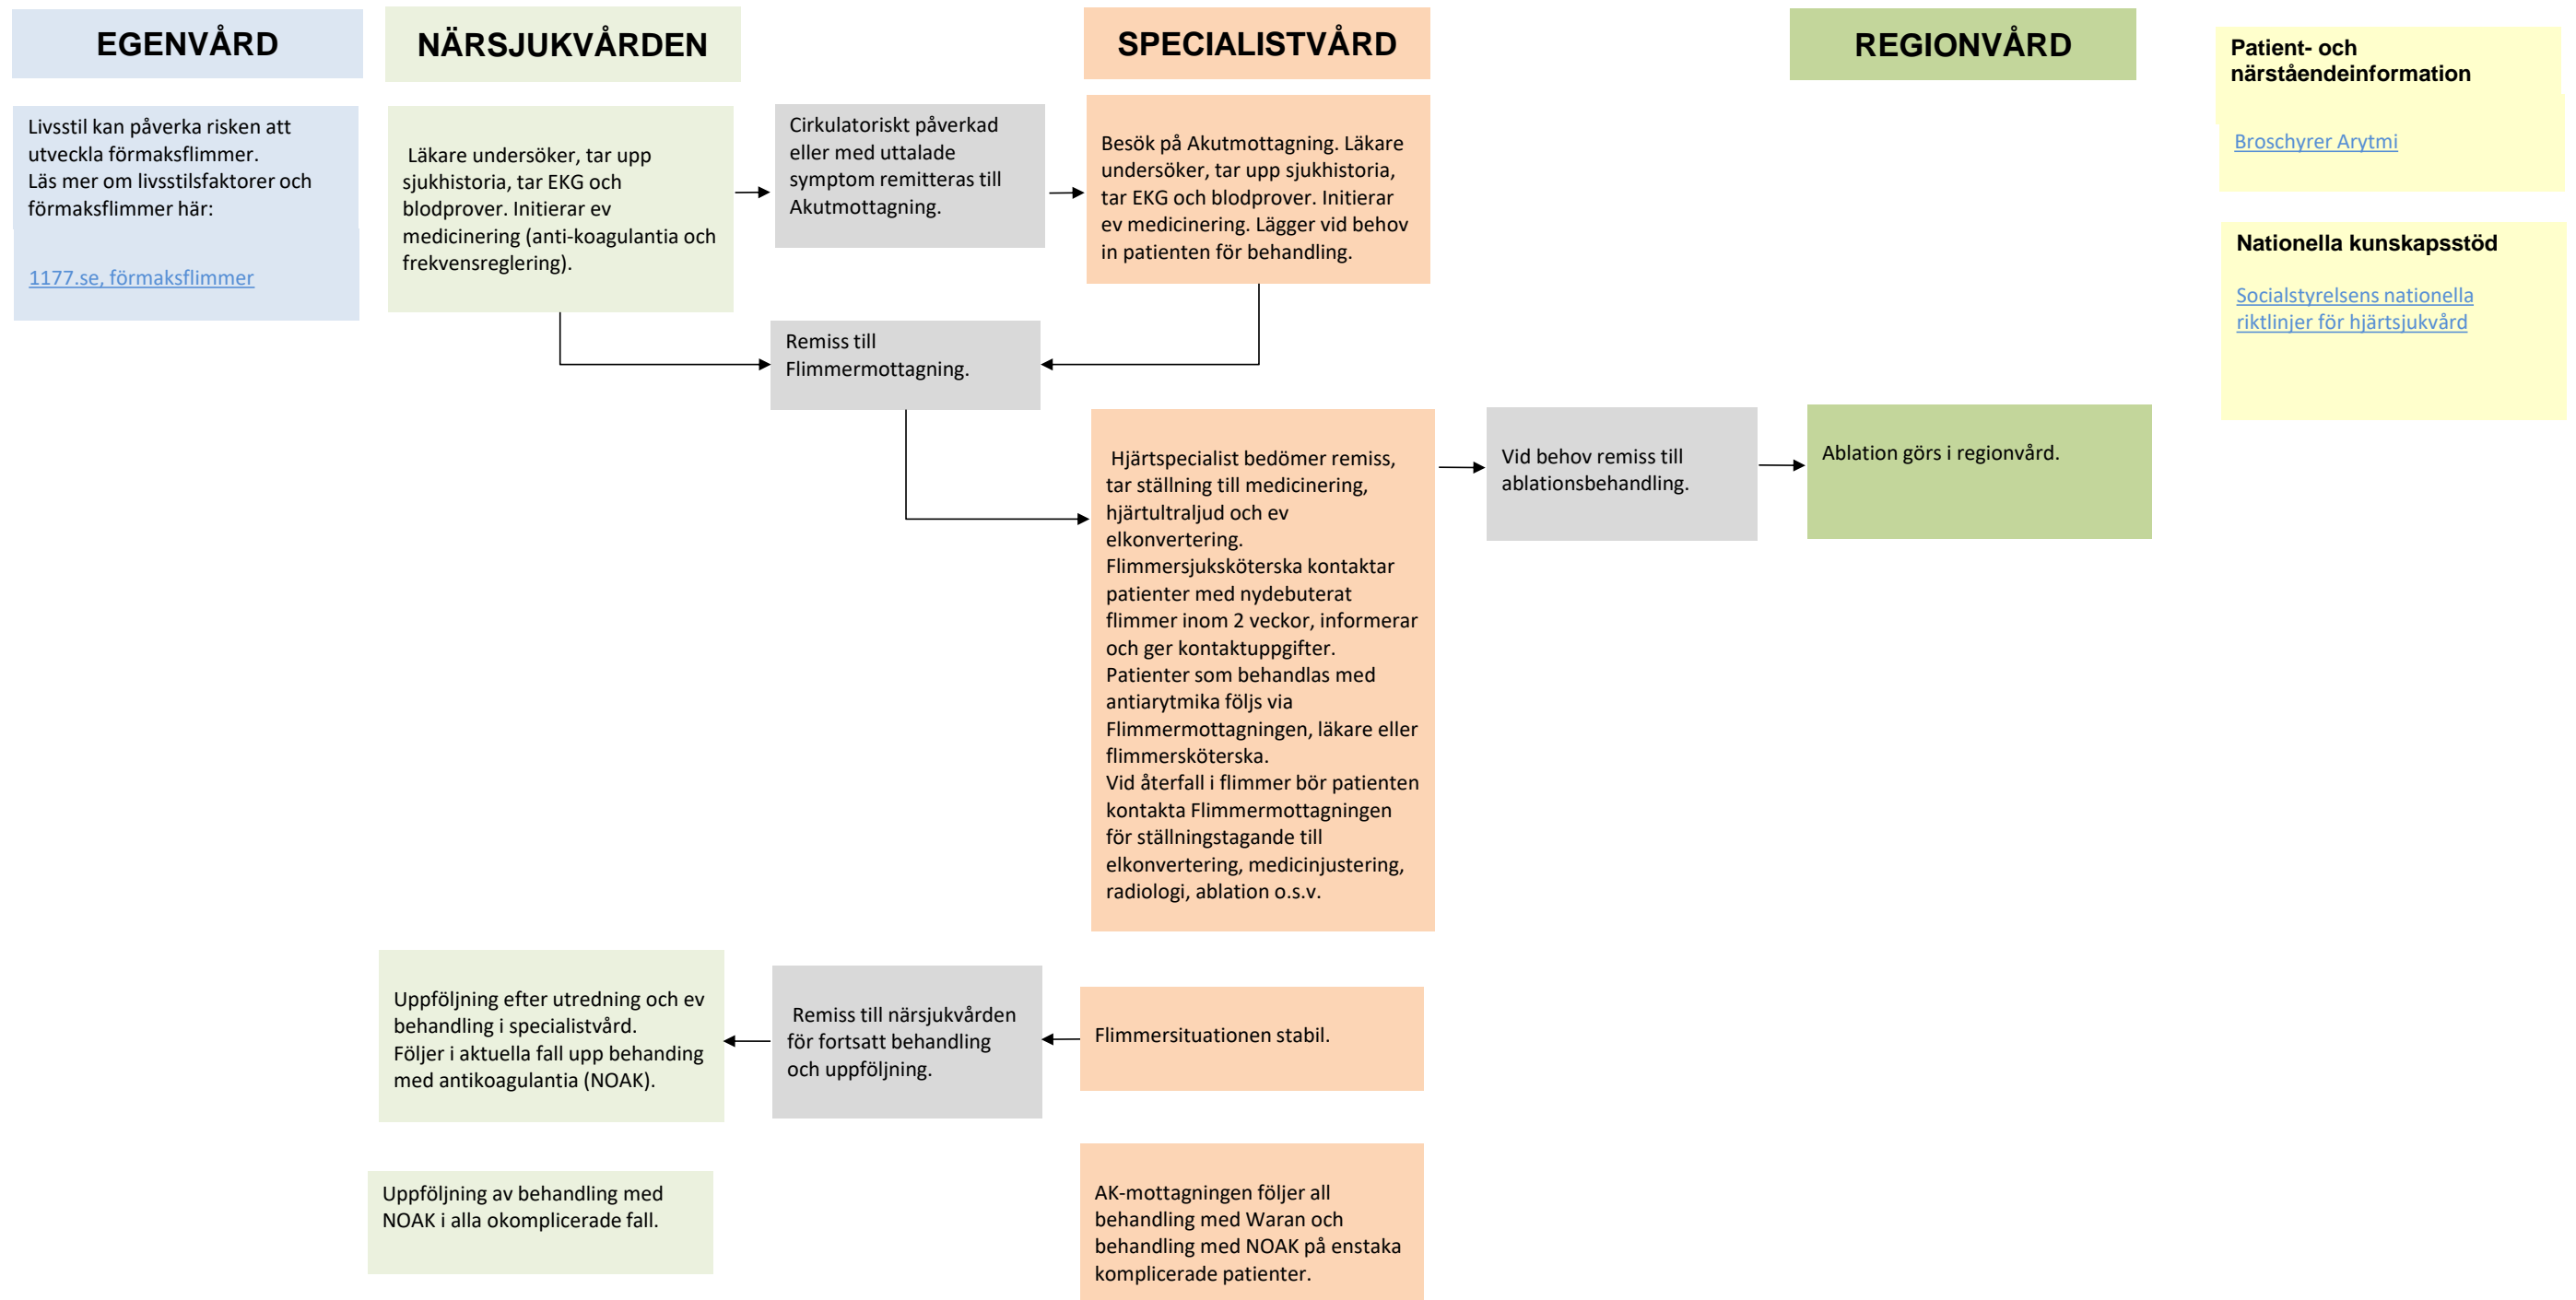 EGENVÅRD
NÄRSJUKVÅRDEN
SPECIALISTVÅRD
REGIONVÅRD
Patient- och
närståendeinformation
Broschyrer Arytmi
Nationella kunskapsstöd
Socialstyrelsens nationella
riktlinjer för hjärtsjukvård
Livsstil kan påverka risken att
utveckla förmaksflimmer.
Läs mer om livsstilsfaktorer och
förmaksflimmer här:
1177.se, förmaksflimmer
Läkare undersöker, tar upp
sjukhistoria, tar EKG och
blodprover. Initierar ev
medicinering (anti-koagulantia och
frekvensreglering).
Cirkulatoriskt påverkad
eller med uttalade
symptom remitteras till
Akutmottagning.
Besök på Akutmottagning. Läkare
undersöker, tar upp sjukhistoria,
tar EKG och blodprover. Initierar
ev medicinering. Lägger vid behov
in patienten för behandling.
Remiss till
Flimmermottagning.
Hjärtspecialist bedömer remiss,
tar ställning till medicinering,
hjärtultraljud och ev
elkonvertering.
Flimmersjuksköterska kontaktar
patienter med nydebuterat
flimmer inom 2 veckor, informerar
och ger kontaktuppgifter.
Patienter som behandlas med
antiarytmika följs via
Flimmermottagningen, läkare eller
flimmersköterska.
Vid återfall i flimmer bör patienten
kontakta Flimmermottagningen
för ställningstagande till
elkonvertering, medicinjustering,
radiologi, ablation o.s.v.
Vid behov remiss till
ablationsbehandling.
Ablation görs i regionvård.
Uppföljning efter utredning och ev
behandling i specialistvård.
Följer i aktuella fall upp behanding
med antikoagulantia (NOAK).
Remiss till närsjukvården
för fortsatt behandling
och uppföljning.
Flimmersituationen stabil.
Uppföljning av behandling med
NOAK i alla okomplicerade fall.
AK-mottagningen följer all
behandling med Waran och
behandling med NOAK på enstaka
komplicerade patienter.